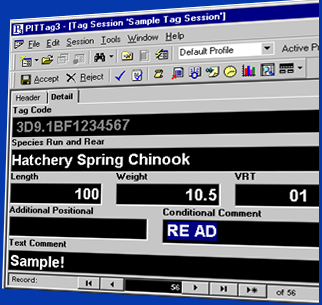 PITTag3 - [Tag Session 'Sample Tag Session']
File Edit Session Tools Window Help
Default Profile Active Pr
Accept Reject
Header Detail
Tag Code
3D9.1BF1234567
Species Run and Rear
Hatchery Spring Chinook
Length Weight VRT
100 10.5 01
Additional Positional Conditional Comment
RE AD
Text Comment
Sample!
Record: 56 of 56